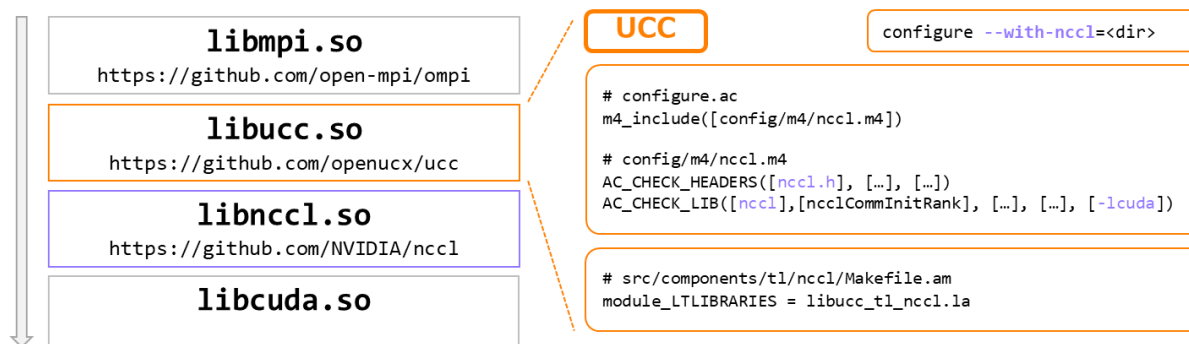 libmpi.so
https://github.com/open-mpi/ompi
libucc.so
https://github.com/openucx/ucc
libnccl.so
https://github.com/NVIDIA/nccl
libcuda.so
UCC
configure --with-nccl=<dir>
# configure.ac
m4_include([config/m4/nccl.m4])
# config/m4/nccl.m4
AC_CHECK_HEADERS([nccl.h], […], […])
AC_CHECK_LIB([nccl],[ncclCommInitRank], […], […], [-lcuda])
# src/components/tl/nccl/Makefile.am
module_LTLIBRARIES = libucc_tl_nccl.la